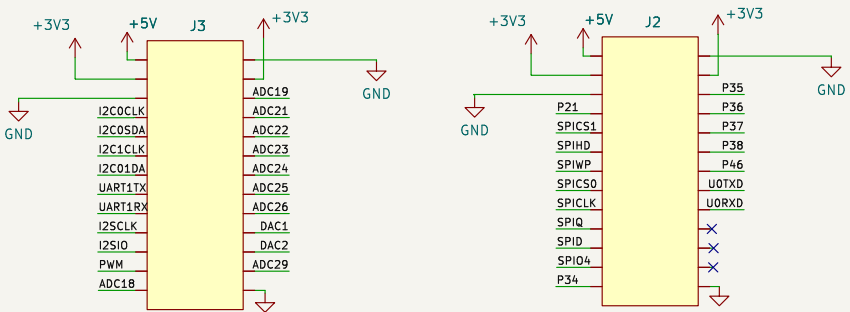 J3
+5V
+3V3
+3V3
GND
GND
I2C0CLK
I2C0SDA
I2C1CLK
I2C01DA
UART1TX
UART1RX
I2SCLK
I2SIO
PWM
ADC18
ADC19
ADC21
ADC22
ADC23
ADC24
ADC25
ADC26
DAC1
DAC2
ADC29
J2
+5V
+3V3
+3V3
GND
GND
P21
SPICS1
SPIHD
SPIWP
SPICS0
SPICLK
SPIQ
SPID
SPIO4
P34
P35
P36
P37
P38
P46
U0TXD
U0RXD